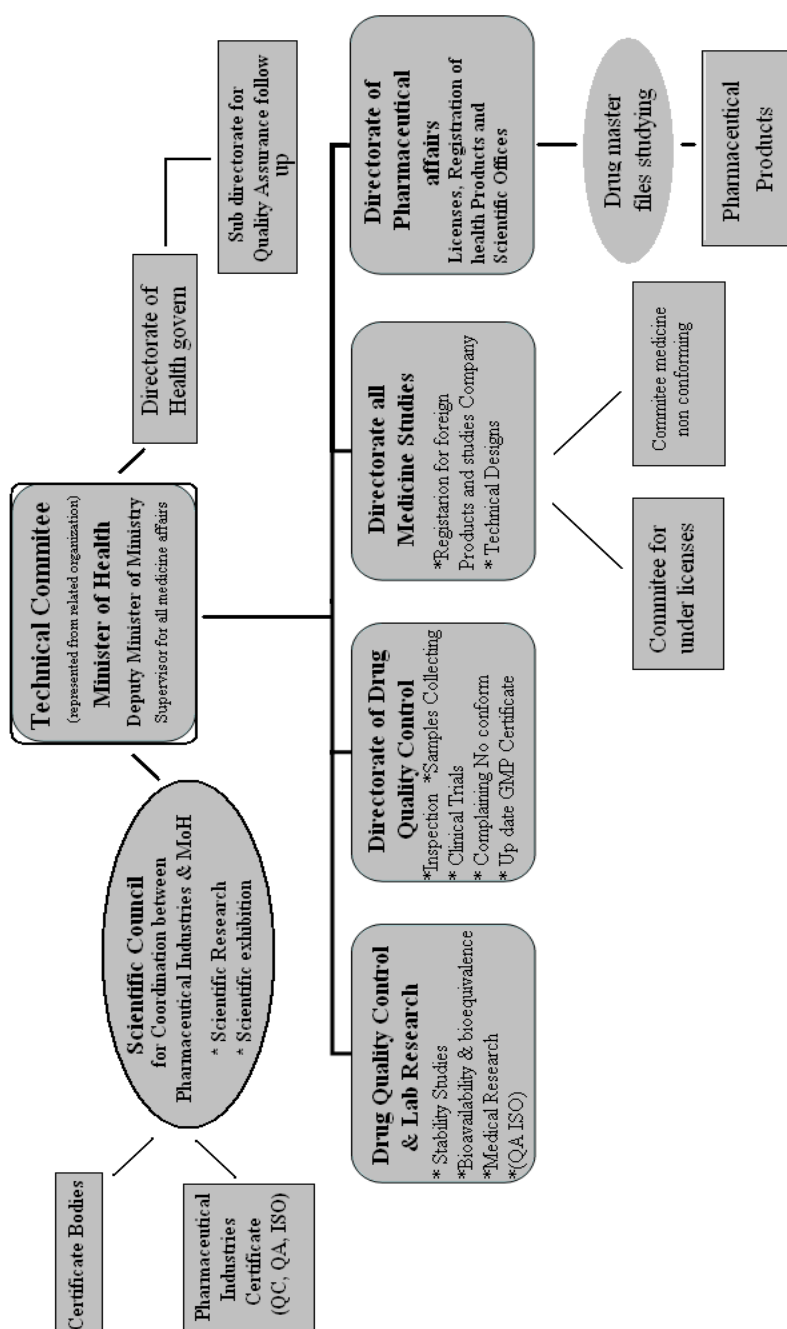 Technical Commitee
(represented from related organization)
Minister of Health
Deputy Minister of Ministry
Supervisor for all medicine affairs
Directorate of
Health govern
Sub directorate for
Quality Assurance follow
up
Scientific Council
for Coordination between
Pharmaceutical Industries & MoH
* Scientific Research
* Scientific exhibition
Certificate Bodies
Pharmaceutical
Industries
Certificate
(QC, QA, ISO)
Drug Quality Control
& Lab Research
* Stability Studies
*Bioavailability & bioequivalence
*Medical Research
*(QA ISO)
Directorate of Drug
Quality Control
*Inspection *Samples Collecting
* Clinical Trials
* Complaining No conform
* Up date GMP Certificate
Directorate all
Medicine Studies
*Registarion for foreign
Products and studies Company
* Technical Designs
Commitee for
under licenses
Commitee medicine
non conforming
Directorate of
Pharmaceutical
affairs
Licenses, Registration of
health Products and
Scientific Offices
Drug master
files studying
Pharmaceutical
Products